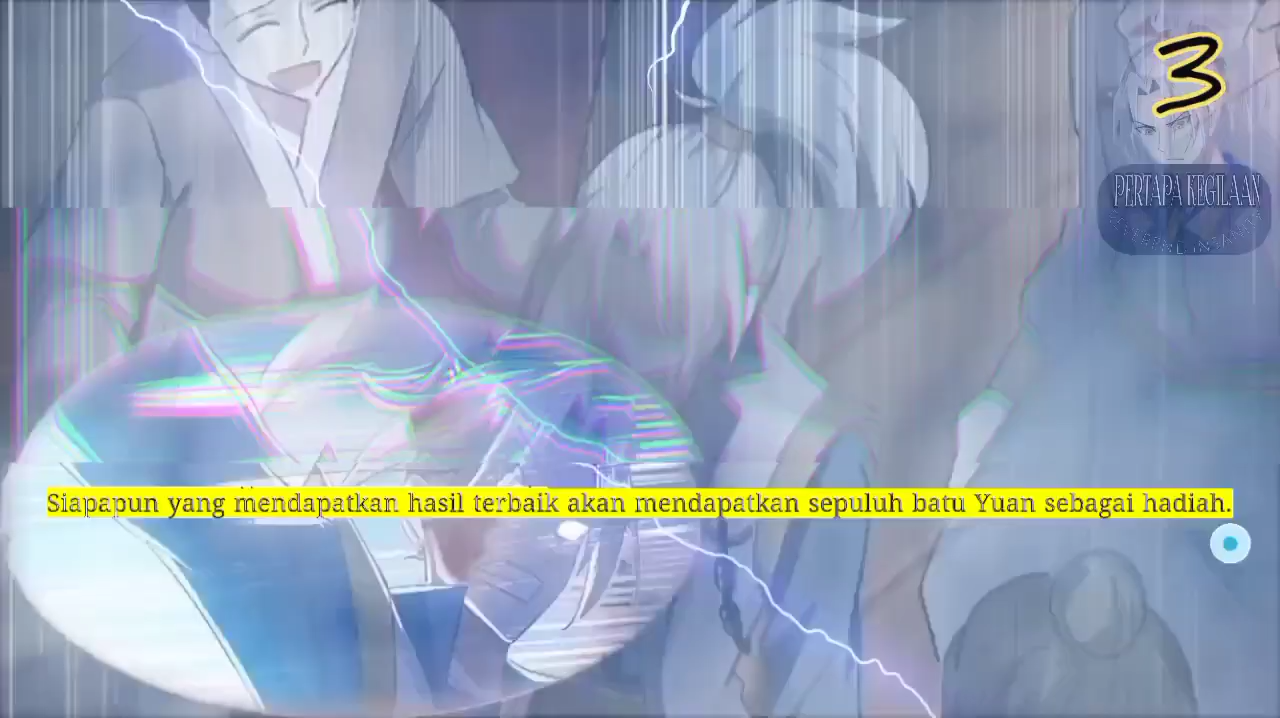 3
PERTAPA KEGILAAN
Siapapun yang mendapatkan hasil terbaik akan mendapatkan sepuluh batu Yuan sebagai hadiah.